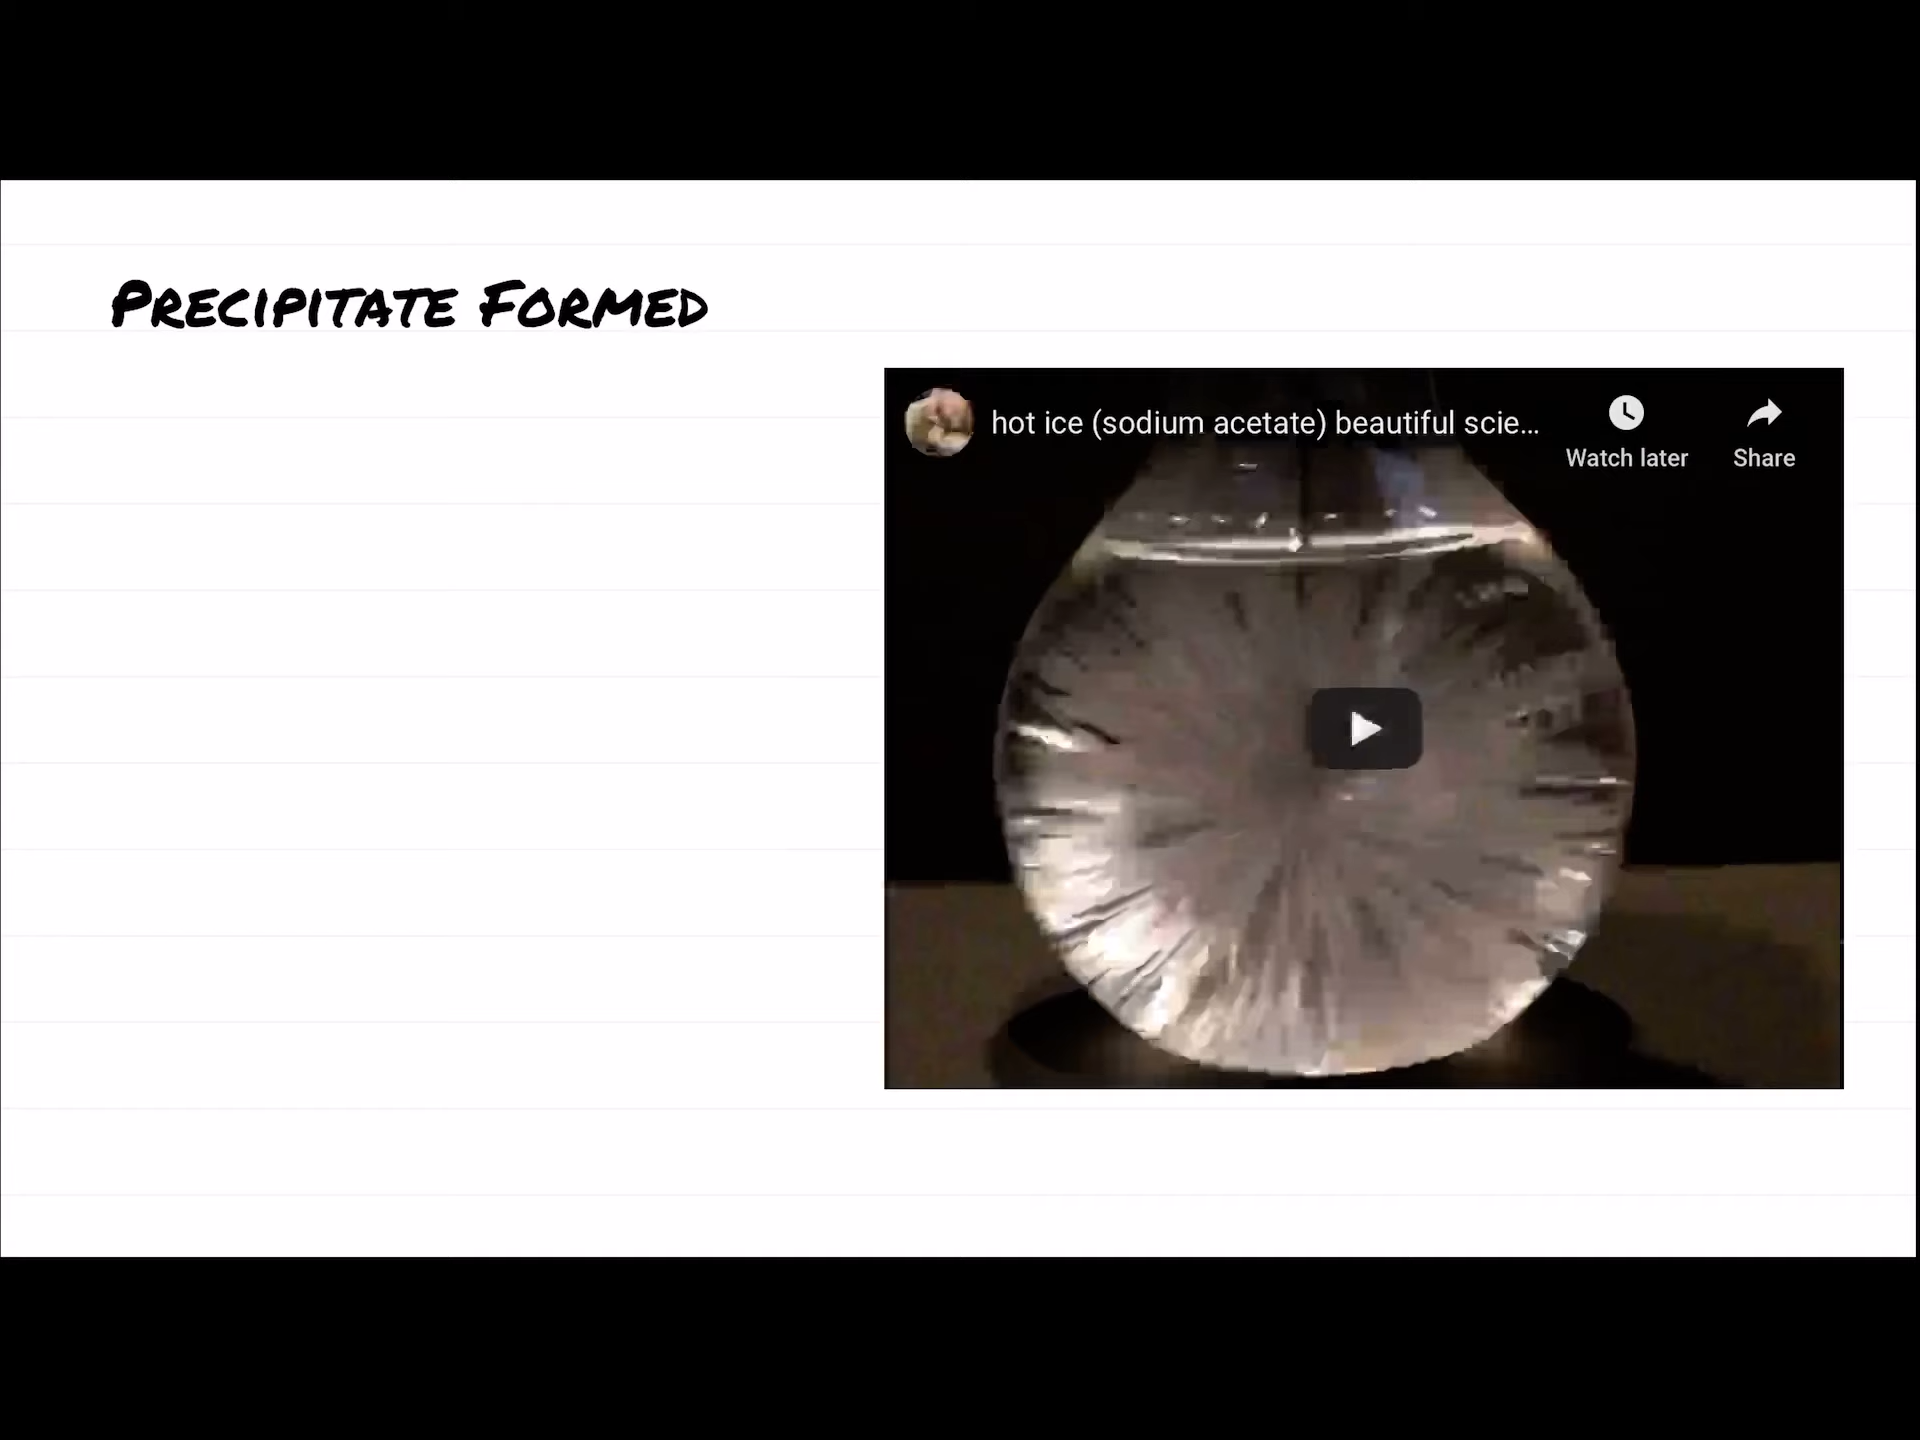 Precipitate Formed
hot ice (sodium acetate) beautiful scie...
Watch later
Share